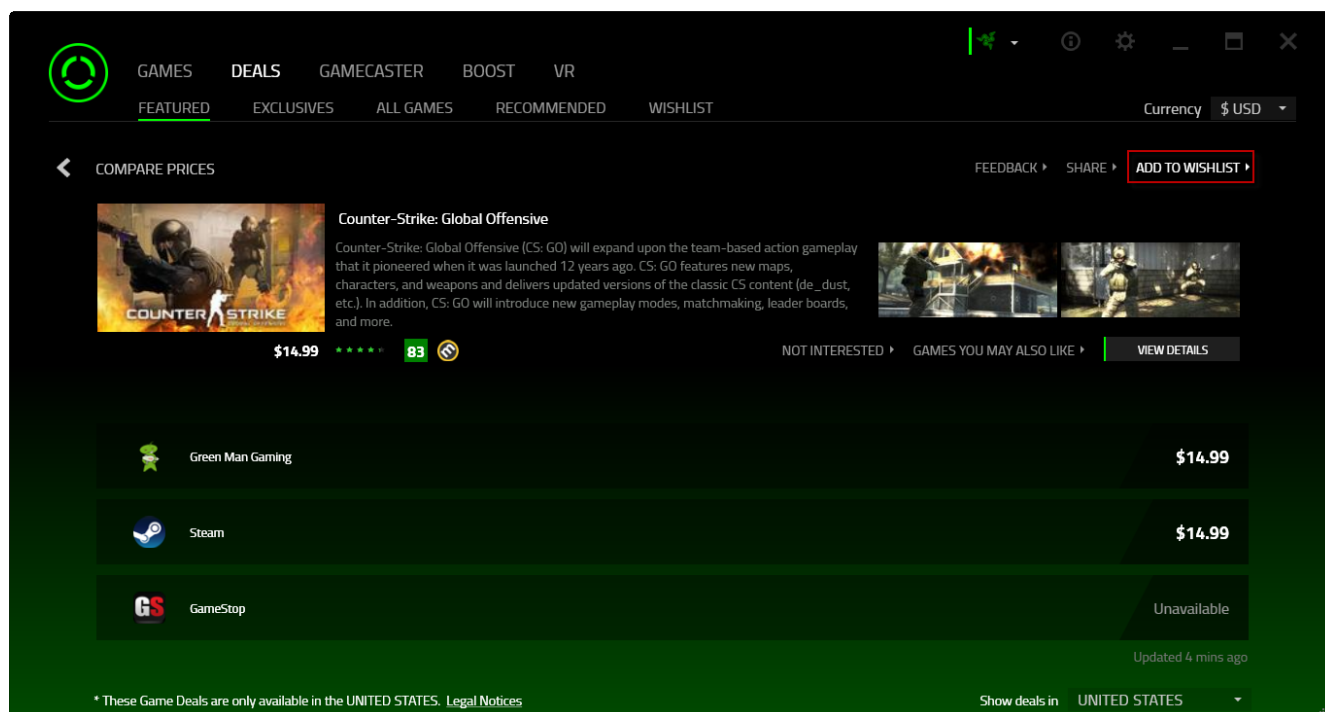 GAMES DEALS GAMECASTER BOOST VR
FEATURED EXCLUSIVES ALL GAMES RECOMMENDED WISHLIST Currency $ USD
COMPARE PRICES FEEDBACK SHARE ADD TO WISHLIST
Counter-Strike: Global Offensive
Counter-Strike: Global Offensive (CS: GO) will expand upon the team-based action gameplay
that it pioneered when it was launched 12 years ago. CS: GO features new maps,
characters, and weapons and delivers updated versions of the classic CS content (de_dust,
etc.). In addition, CS: GO will introduce new gameplay modes, matchmaking, leader boards,
and more.
COUNTER STRIKE
$14.99 83 NOT INTERESTED GAMES YOU MAY ALSO LIKE VIEW DETAILS
Green Man Gaming $14.99
Steam $14.99
GS GameStop Unavailable
Updated 4 mins ago
* These Game Deals are only available in the UNITED STATES. Legal Notices Show deals in UNITED STATES